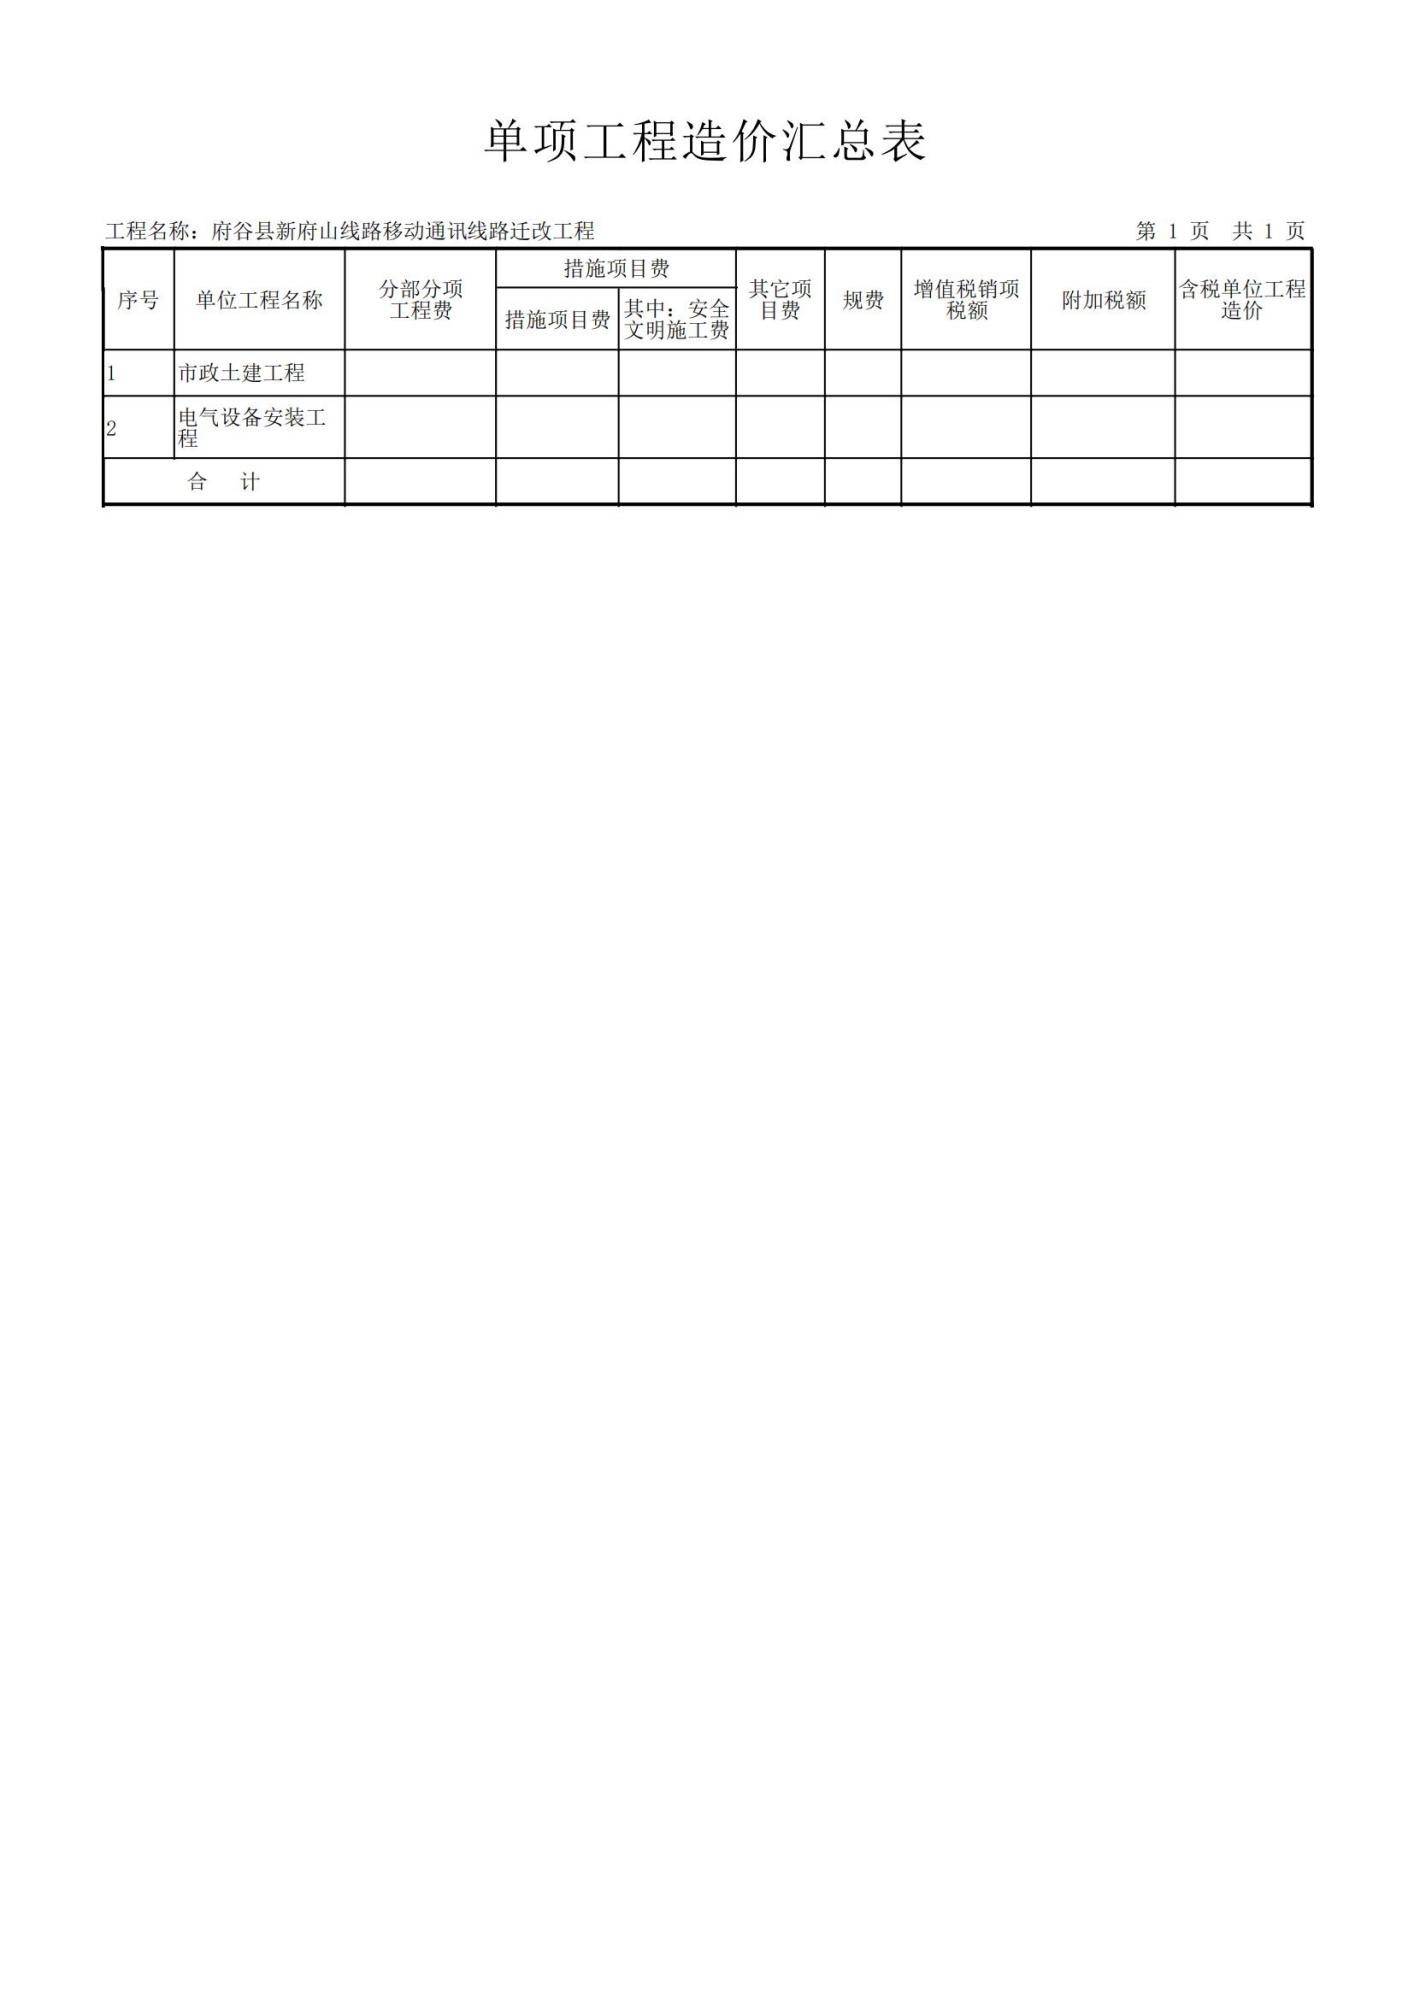 单项工程造价汇总表
工程名称：府谷县新府山线路移动通讯线路迁改工程 第 1 页 共 1 页
序号 单位工程名称 分部分项
工程费 措施项目费 其它项
目费 规费 增值税销项
税额 附加税额 含税单位工程
造价
措施项目费 其中：安全
文明施工费
1 市政土建工程
2 电气设备安装工
程
合 计